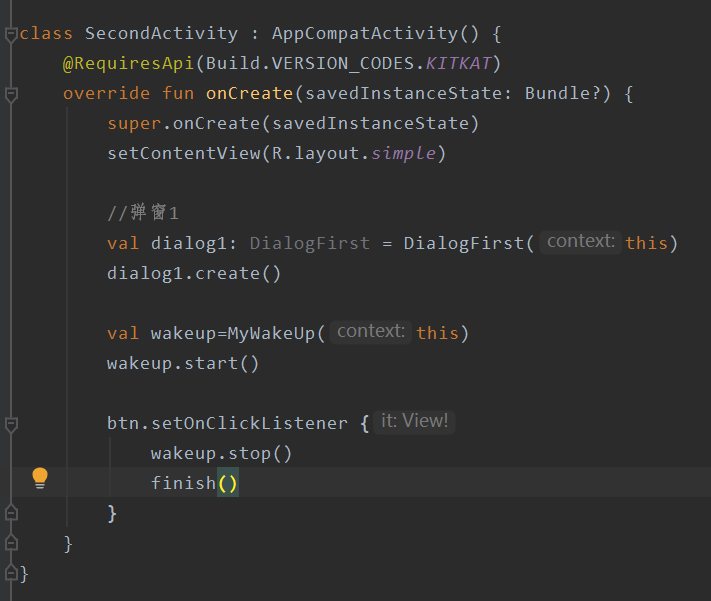 class SecondActivity : AppCompatActivity() {
@RequiresApi(Build.VERSION_CODES.KITKAT)
override fun onCreate(savedInstanceState: Bundle?) {
super.onCreate(savedInstanceState)
setContentView(R.layout.simple)
//弹窗1
val dialog1: DialogFirst = DialogFirst( context: this)
dialog1.create()
val wakeup=MyWakeUp( context: this)
wakeup.start()
btn.setOnClickListener { it: View!
wakeup.stop()
finish()
}
}
}